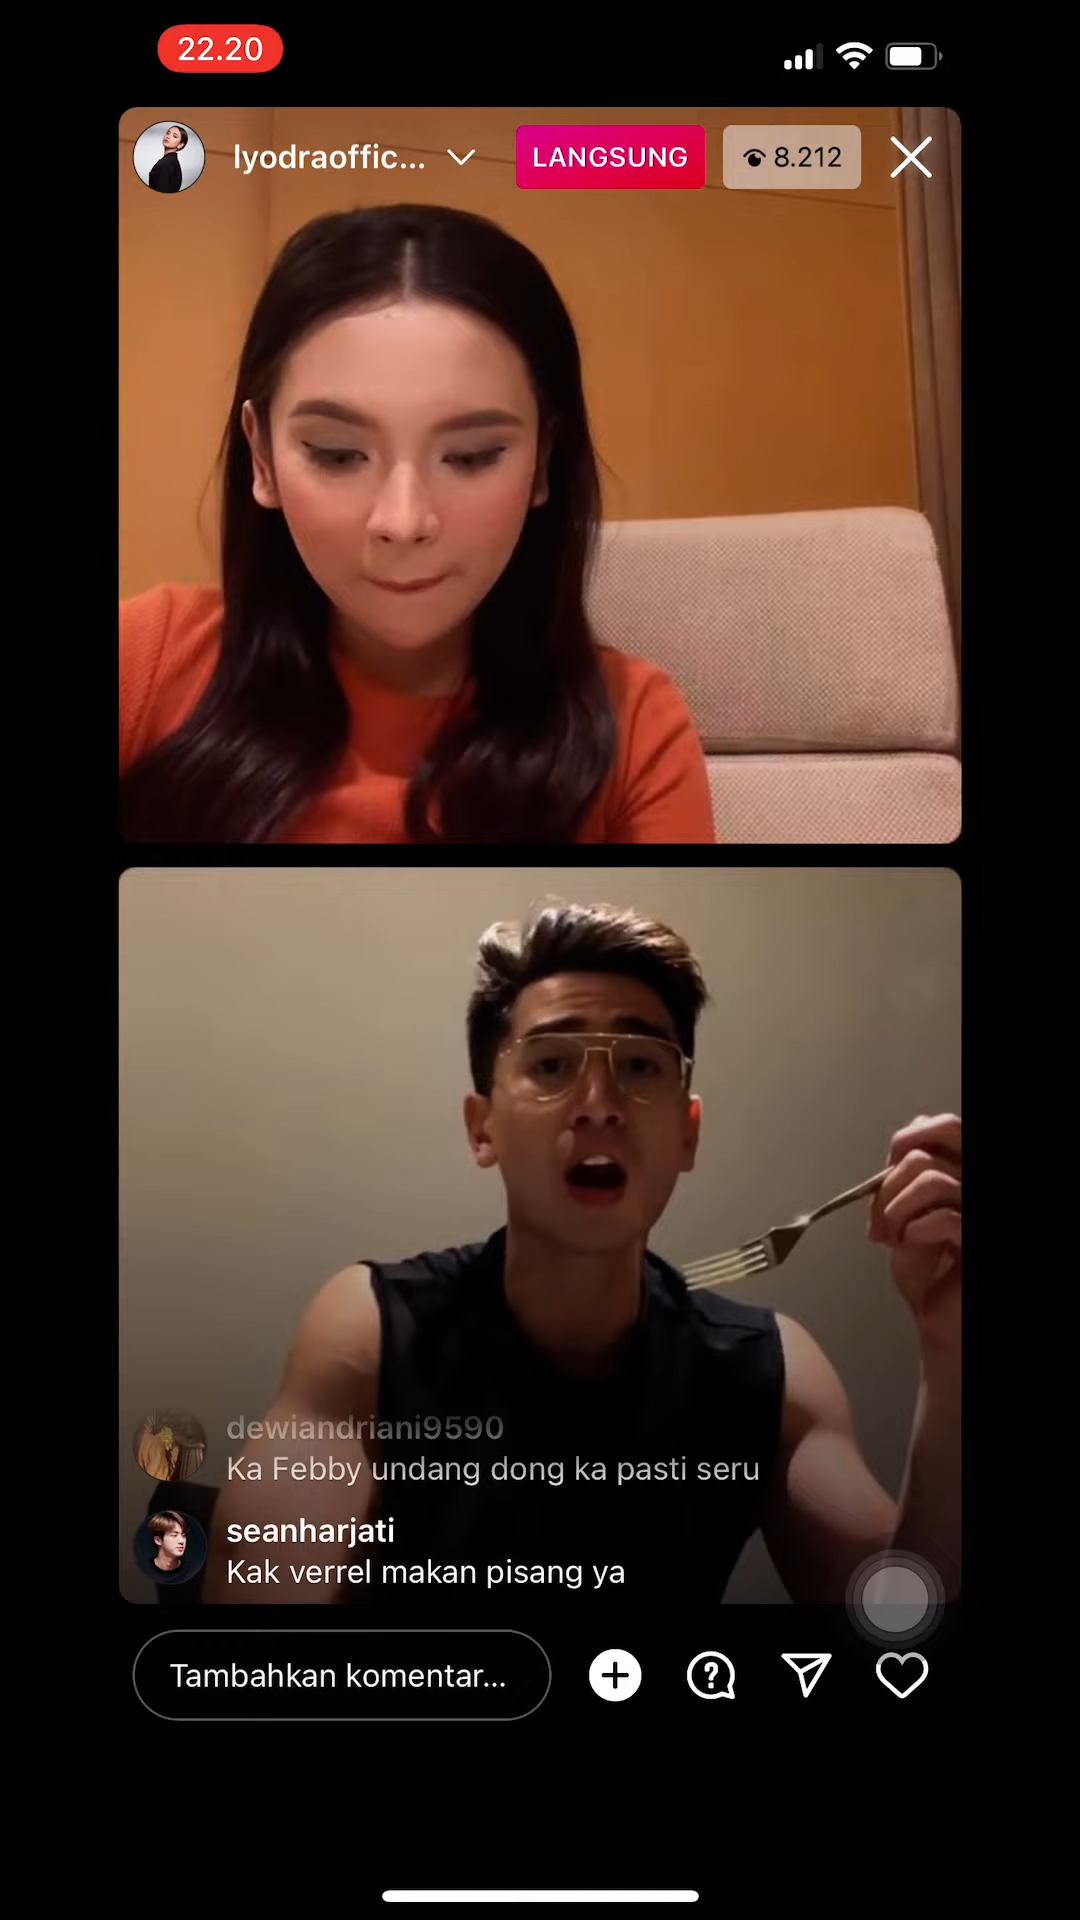 22.20
lyodraoffic...
LANGSUNG
8.212
dewiandriani9590
Ka Febby undang dong ka pasti seru
seanharjati
Kak verrel makan pisang ya
Tambahkan komentar...